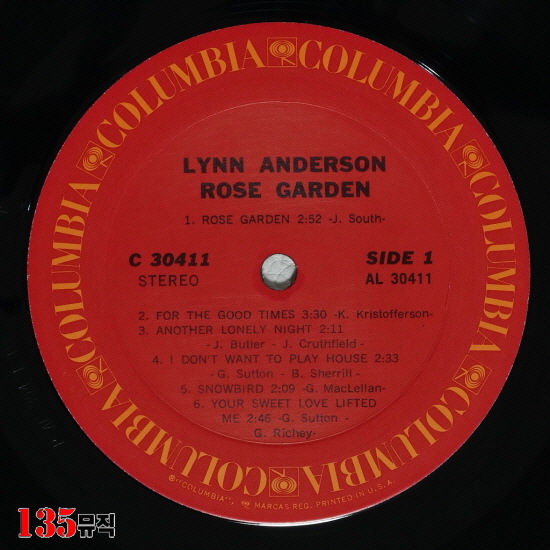 COLUMBIA COLUMBIA COLUMBIA COLUMBIA COLUMBIA COLUMBIA
LYNN ANDERSON
ROSE GARDEN
1. ROSE GARDEN 2:52 -J. South-
C 30411 SIDE 1
STEREO AL 30411
2. FOR THE GOOD TIMES 3:30 -K. Kristofferson-
3. ANOTHER LONELY NIGHT 2:11
- J. Butler - J. Cruthfield -
4. I DON'T WANT TO PLAY HOUSE 2:33
-G. Sutton - B. Sherrill -
5. SNOWBIRD 2:09 -G. MacLellan-
6. YOUR SWEET LOVE LIFTED
ME 2:46 -G. Sutton -
G. Richey-
®"COLUMBIA", MARCAS REG. PRINTED IN U.S.A.
135뮤직